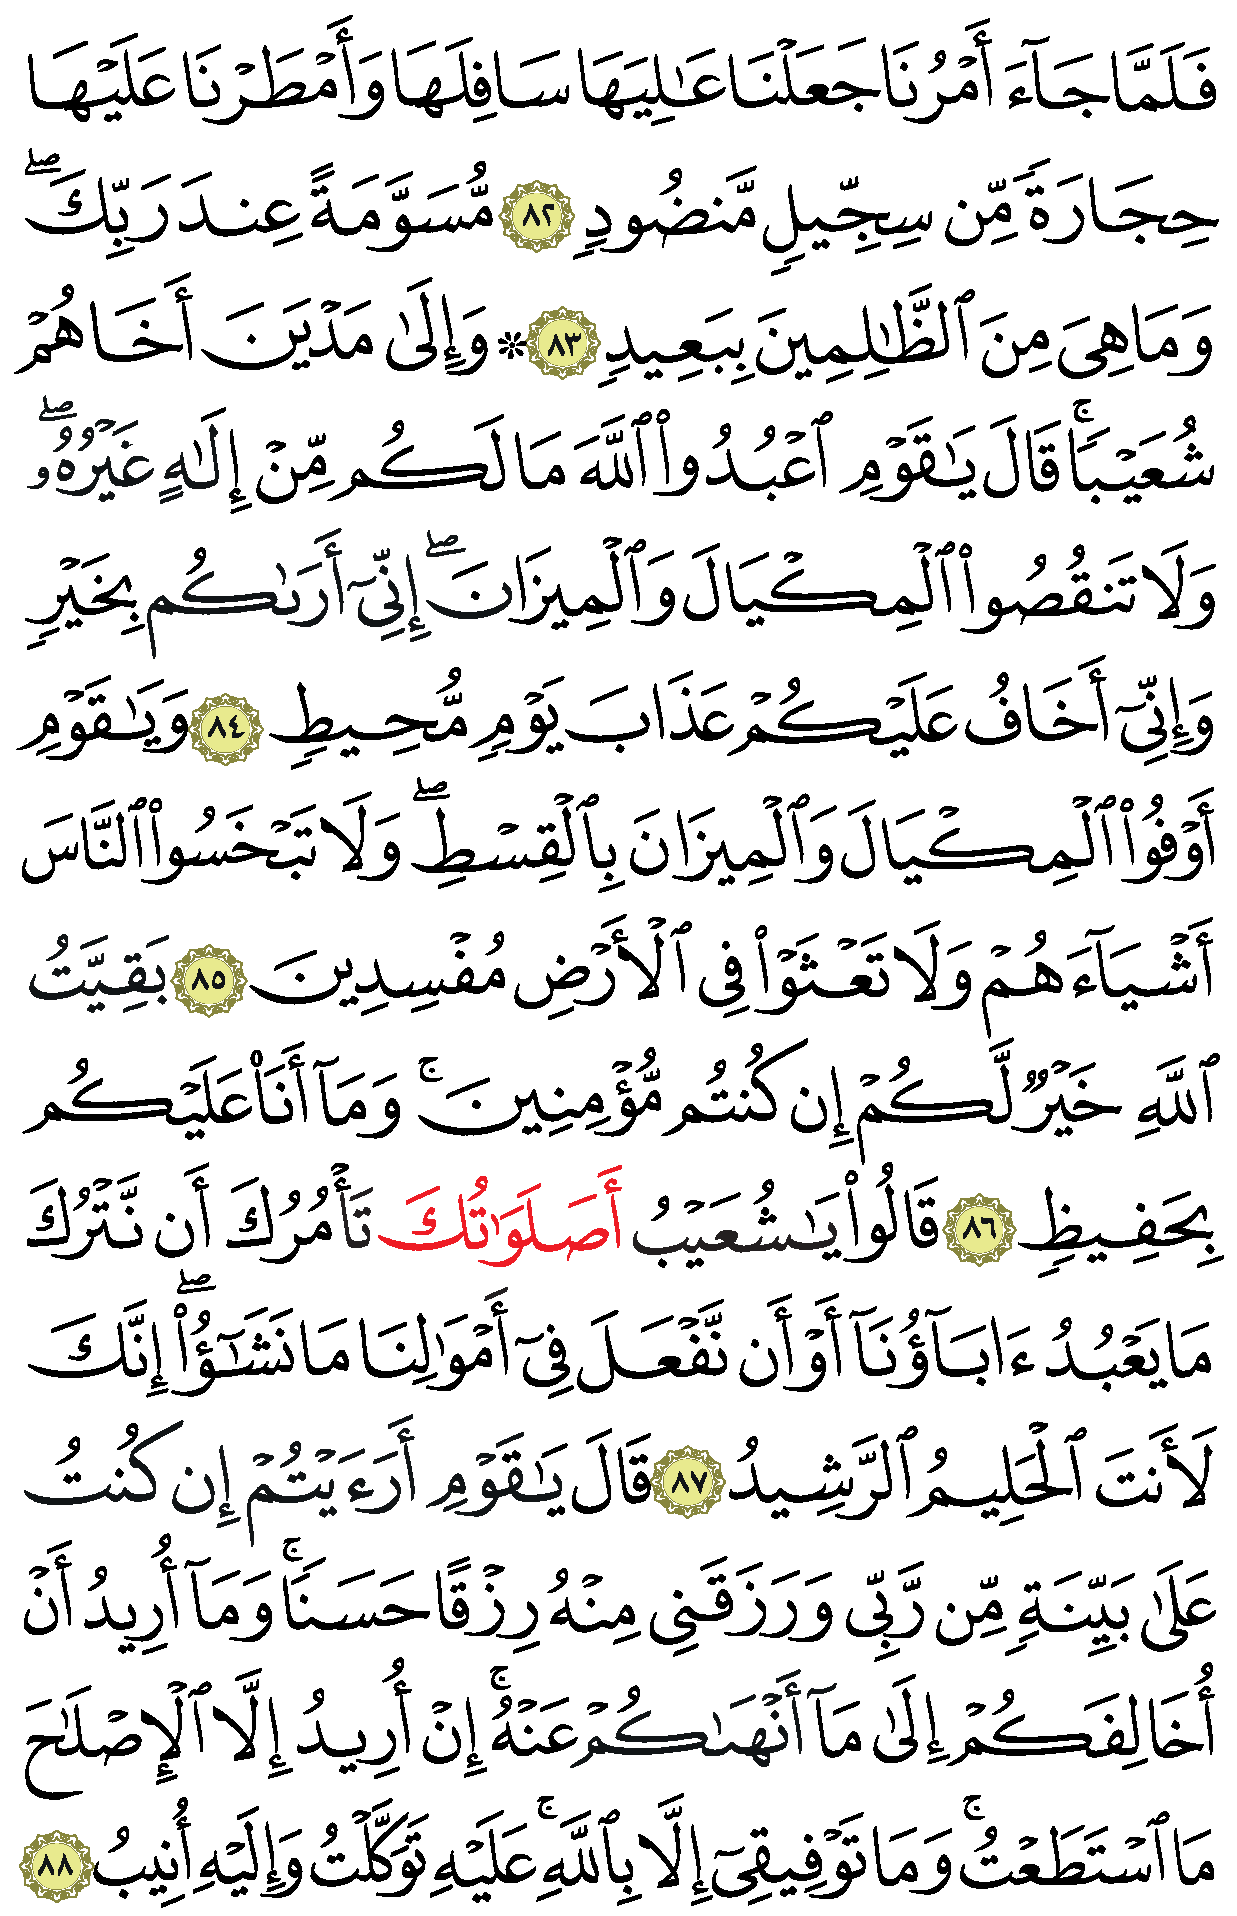 فَلَمَّا جَآءَ أَمْرُنَا جَعَلْنَا عَٰلِيَهَا سَافِلَهَا وَأَمْطَرْنَا عَلَيْهَا
حِجَارَةً مِّن سِجِّيلٍ مَّنضُودٍ ٨٢ مُّسَوَّمَةً عِندَ رَبِّكَ ۖ
وَمَا هِىَ مِنَ ٱلظَّٰلِمِينَ بِبَعِيدٍ ٨٣ ۞ وَإِلَىٰ مَدْيَنَ أَخَاهُمْ
شُعَيْبًا ۚ قَالَ يَٰقَوْمِ ٱعْبُدُوا۟ ٱللَّهَ مَا لَكُم مِّنْ إِلَٰهٍ غَيْرُهُۥ ۖ
وَلَا تَنقُصُوا۟ ٱلْمِكْيَالَ وَٱلْمِيزَانَ ۖ إِنِّىٓ أَرَىٰكُم بِخَيْرٍ
وَإِنِّىٓ أَخَافُ عَلَيْكُمْ عَذَابَ يَوْمٍ مُّحِيطٍ ٨٤ وَيَٰقَوْمِ
أَوْفُوا۟ ٱلْمِكْيَالَ وَٱلْمِيزَانَ بِٱلْقِسْطِ ۖ وَلَا تَبْخَسُوا۟ ٱلنَّاسَ
أَشْيَآءَهُمْ وَلَا تَعْثَوْا۟ فِى ٱلْأَرْضِ مُفْسِدِينَ ٨٥ بَقِيَّتُ
ٱللَّهِ خَيْرٌ لَّكُمْ إِن كُنتُم مُّؤْمِنِينَ ۚ وَمَآ أَنَا۠ عَلَيْكُم
بِحَفِيظٍ ٨٦ قَالُوا۟ يَٰشُعَيْبُ أَصَلَوَٰتُكَ تَأْمُرُكَ أَن نَّتْرُكَ
مَا يَعْبُدُ ءَابَآؤُنَآ أَوْ أَن نَّفْعَلَ فِىٓ أَمْوَٰلِنَا مَا نَشَٰٓؤُا۟ ۖ إِنَّكَ
لَأَنتَ ٱلْحَلِيمُ ٱلرَّشِيدُ ٨٧ قَالَ يَٰقَوْمِ أَرَءَيْتُمْ إِن كُنتُ
عَلَىٰ بَيِّنَةٍ مِّن رَّبِّى وَرَزَقَنِى مِنْهُ رِزْقًا حَسَنًا ۚ وَمَآ أُرِيدُ أَنْ
أُخَالِفَكُمْ إِلَىٰ مَآ أَنْهَىٰكُمْ عَنْهُ ۚ إِنْ أُرِيدُ إِلَّا ٱلْإِصْلَٰحَ
مَا ٱسْتَطَعْتُ ۚ وَمَا تَوْفِيقِىٓ إِلَّا بِٱللَّهِ ۚ عَلَيْهِ تَوَكَّلْتُ وَإِلَيْهِ أُنِيبُ ٨٨